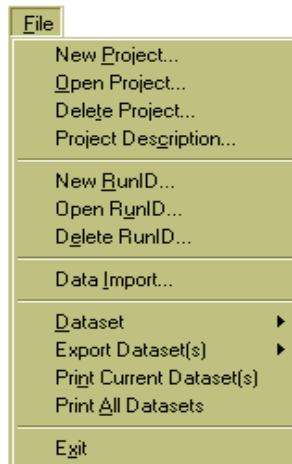 File
New Project...
Open Project...
Delete Project...
Project Description...
New RunID...
Open RunID...
Delete RunID...
Data Import...
Dataset
Export Dataset(s)
Print Current Dataset(s)
Print All Datasets
Exit